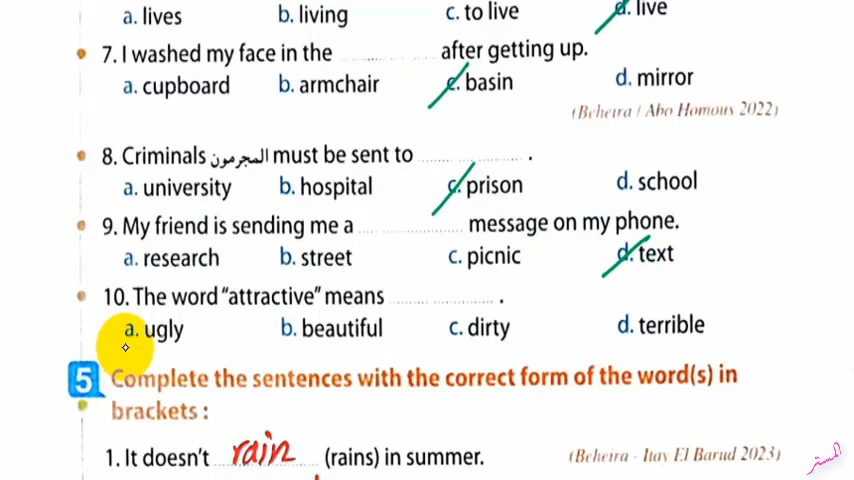 a. lives b. living c. to live d. live
7. I washed my face in the .................... after getting up.
a. cupboard b. armchair c. basin d. mirror
(Beheira / Abo Homous 2022)
8. Criminals المجرمون must be sent to .................... .
a. university b. hospital c. prison d. school
9. My friend is sending me a .................... message on my phone.
a. research b. street c. picnic d. text
10. The word “attractive” means .................... .
a. ugly b. beautiful c. dirty d. terrible
5 Complete the sentences with the correct form of the word(s) in
brackets :
1. It doesn't rain (rains) in summer. (Beheira - Itay El Barud 2023)
المستر